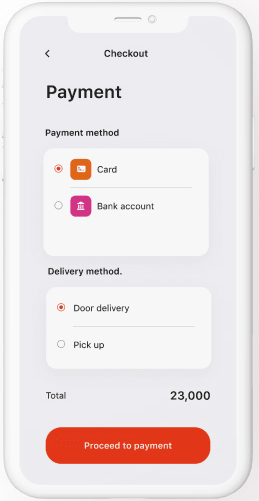 Checkout
Payment
Payment method
Card
Bank account
Delivery method.
Door delivery
Pick up
Total 23,000
Proceed to payment